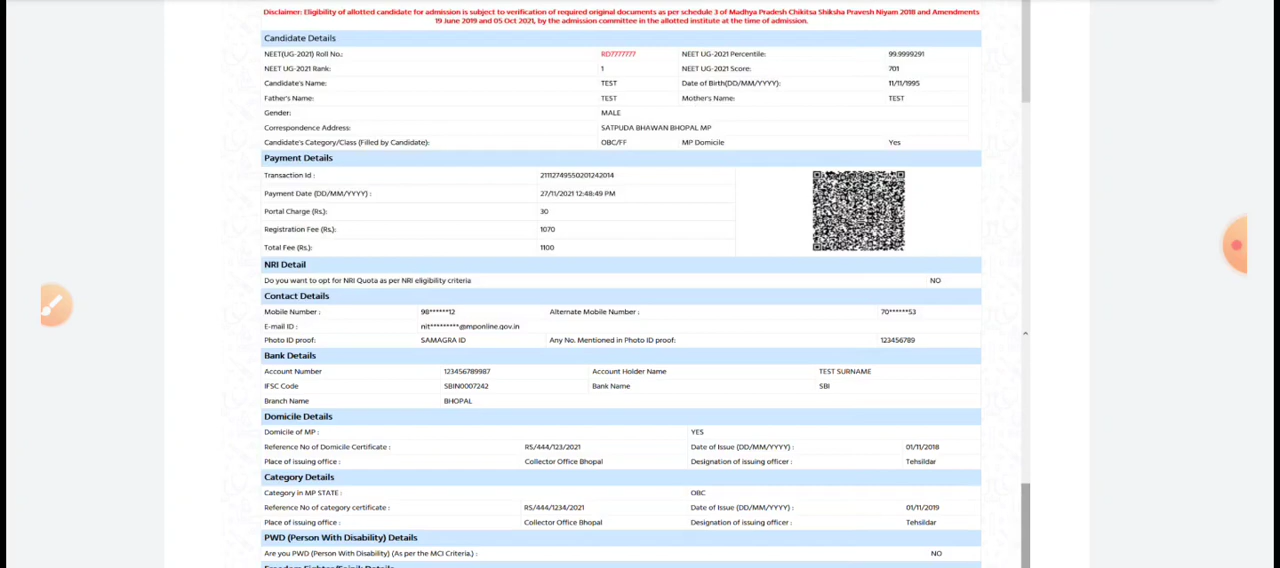 Disclaimer: Eligibility of allotted candidate for admission is subject to verification of required original documents as per schedule 3 of Madhya Pradesh Chikitsa Shiksha Pravesh Niyam 2018 and Amendments
19 June 2019 and 05 Oct 2021, by the admission committee in the allotted institute at the time of admission.
Candidate Details
NEET(UG-2021) Roll No.: RD7777777 NEET UG-2021 Percentile: 99.9999291
NEET UG-2021 Rank: 1 NEET UG-2021 Score: 701
Candidate's Name: TEST Date of Birth(DD/MM/YYYY): 11/11/1995
Father's Name: TEST Mother's Name: TEST
Gender: MALE
Correspondence Address: SATPUDA BHAWAN BHOPAL MP
Candidate's Category/Class (Filled by Candidate): OBC/FF MP Domicile Yes
Payment Details
Transaction Id : 21112749550201242014
Payment Date (DD/MM/YYYY) : 27/11/2021 12:48:49 PM
Portal Charge (Rs.): 30
Registration Fee (Rs.): 1070
Total Fee (Rs.): 1100
NRI Detail
Do you want to opt for NRI Quota as per NRI eligibility criteria NO
Contact Details
Mobile Number : 98******12 Alternate Mobile Number : 70******53
E-mail ID : nit*********@mponline.gov.in
Photo ID proof: SAMAGRA ID Any No. Mentioned in Photo ID proof: 123456789
Bank Details
Account Number 123456789987 Account Holder Name TEST SURNAME
IFSC Code SBIN0007242 Bank Name SBI
Branch Name BHOPAL
Domicile Details
Domicile of MP : YES
Reference No of Domicile Certificate : RS/444/123/2021 Date of Issue (DD/MM/YYYY) : 01/11/2018
Place of issuing office : Collector Office Bhopal Designation of issuing officer : Tehsildar
Category Details
Category in MP STATE : OBC
Reference No of category certificate : RS/444/1234/2021 Date of Issue (DD/MM/YYYY) : 01/11/2019
Place of issuing office : Collector Office Bhopal Designation of issuing officer : Tehsildar
PWD (Person With Disability) Details
Are you PWD (Person With Disability) (As per the MCI Criteria.) : NO